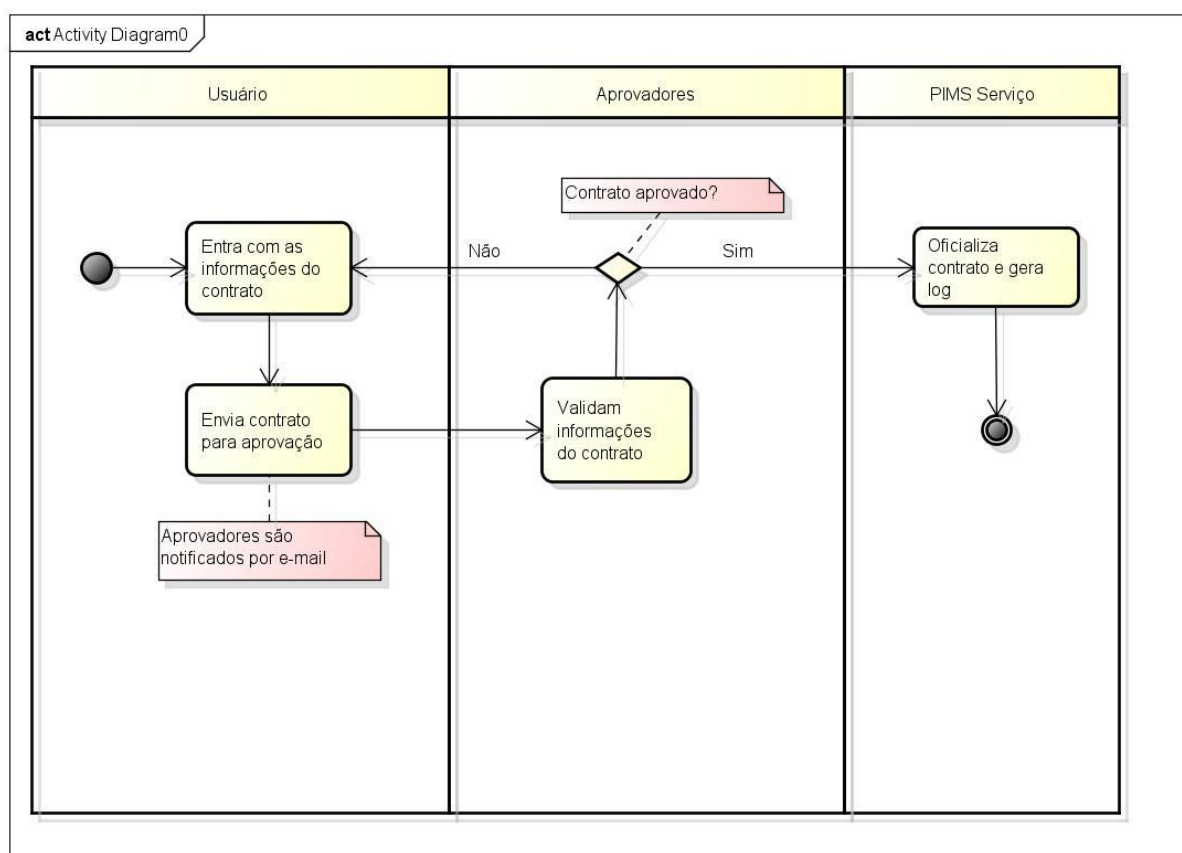 act Activity Diagram0
Usuário
Aprovadores
PIMS Serviço
Contrato aprovado?
Entra com as
informações do
contrato
Não
Sim
Oficializa
contrato e gera
log
Envia contrato
para aprovação
Validam
informações
do contrato
Aprovadores são
notificados por e-mail